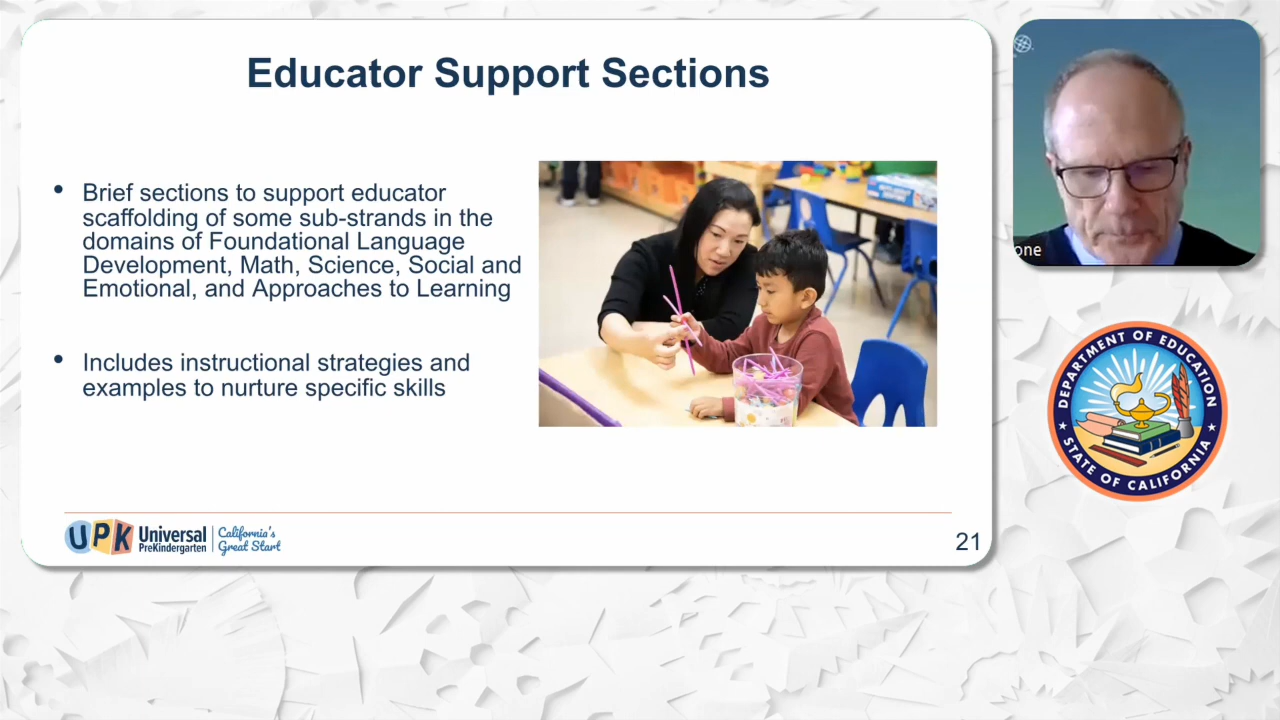 Educator Support Sections
• Brief sections to support educator
scaffolding of some sub-strands in the
domains of Foundational Language
Development, Math, Science, Social and
Emotional, and Approaches to Learning
• Includes instructional strategies and
examples to nurture specific skills
UPK Universal
PreKindergarten
California's
Great Start
21
one
DEPARTMENT OF EDUCATION
STATE OF CALIFORNIA